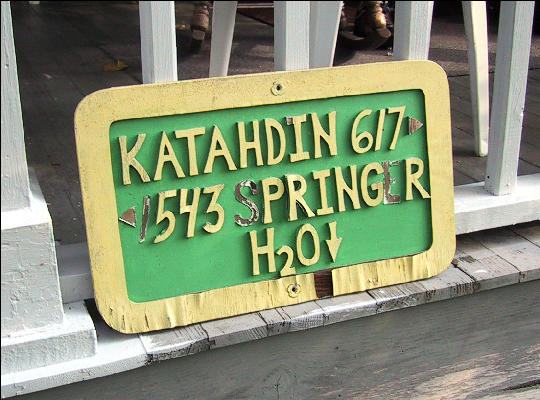 KATAHDIN 617 ▶
◀ 1543 SPRINGER
H₂O ↓